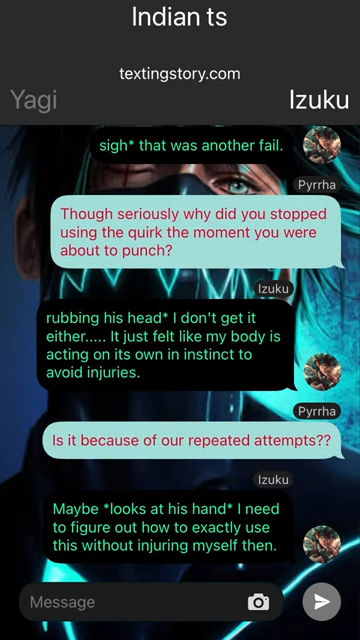 Indian ts
textingstory.com
Yagi
Izuku
sigh* that was another fail.
Pyrrha
Though seriously why did you stopped
using the quirk the moment you were
about to punch?
Izuku
rubbing his head* I don't get it
either..... It just felt like my body is
acting on its own in instinct to
avoid injuries.
Pyrrha
Is it because of our repeated attempts??
Izuku
Maybe *looks at his hand* I need
to figure out how to exactly use
this without injuring myself then.
Message